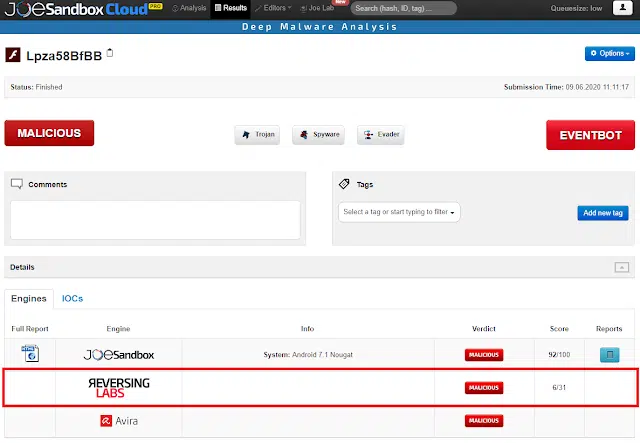 JOESandbox Cloud PRO
Analysis
Results
Editors
Joe Lab
New
Search (hash, ID, tag) ...
Queuesize: low
Deep Malware Analysis
Lpza58BfBB
Options
Status: Finished
Submission Time: 09.06.2020 11:11:17
MALICIOUS
Trojan
Spyware
Evader
EVENTBOT
Comments
Tags
Select a tag or start typing to filter
Add new tag
Details
Engines
IOCs
Full Report Engine Info Verdict Score Reports
HTML JOESandbox System: Android 7.1 Nougat MALICIOUS 92/100
REVERSING
LABS
MALICIOUS 6/31
Avira MALICIOUS